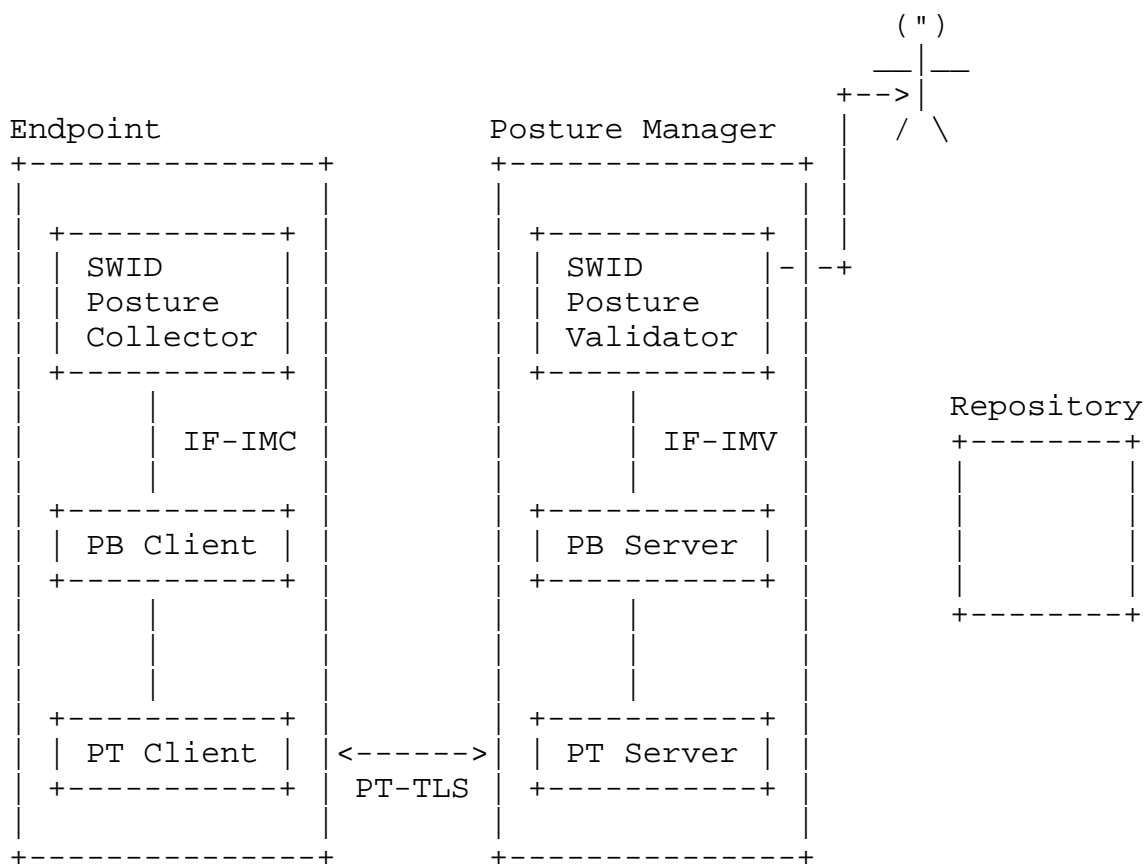 Endpoint Posture Manager
SWID SWID
Posture Posture
Collector Validator
Repository
IF-IMC IF-IMV
PB Client PB Server
PT Client PT Server
PT-TLS